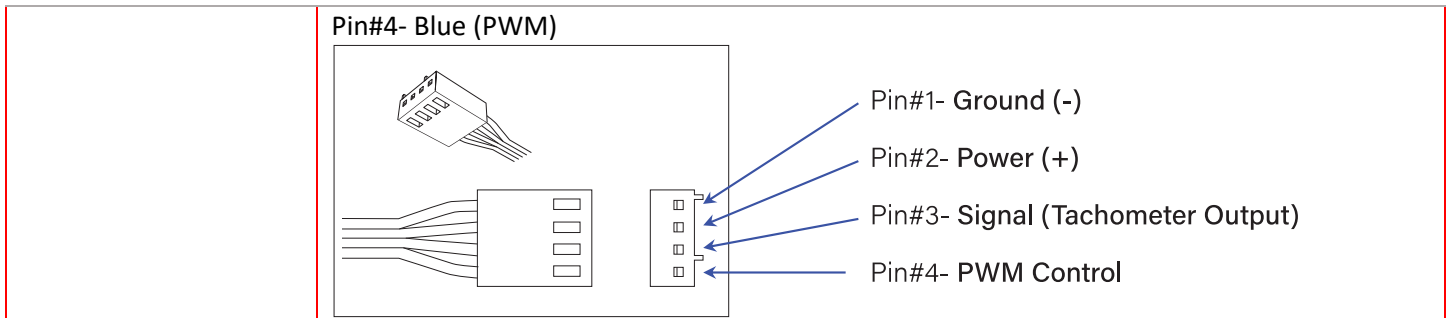 Pin#4- Blue (PWM)
Pin#1- Ground (-)
Pin#2- Power (+)
Pin#3- Signal (Tachometer Output)
Pin#4- PWM Control